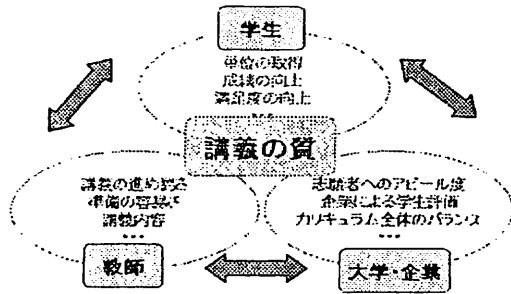 学生
単位の取得
成績の向上
満足度の向上
...
講義の質
講義の進め易さ
準備の容易さ
講義内容
...
教師
志願者へのアピール度
企業による学生評価
カリキュラム全体のバランス
...
大学・企業